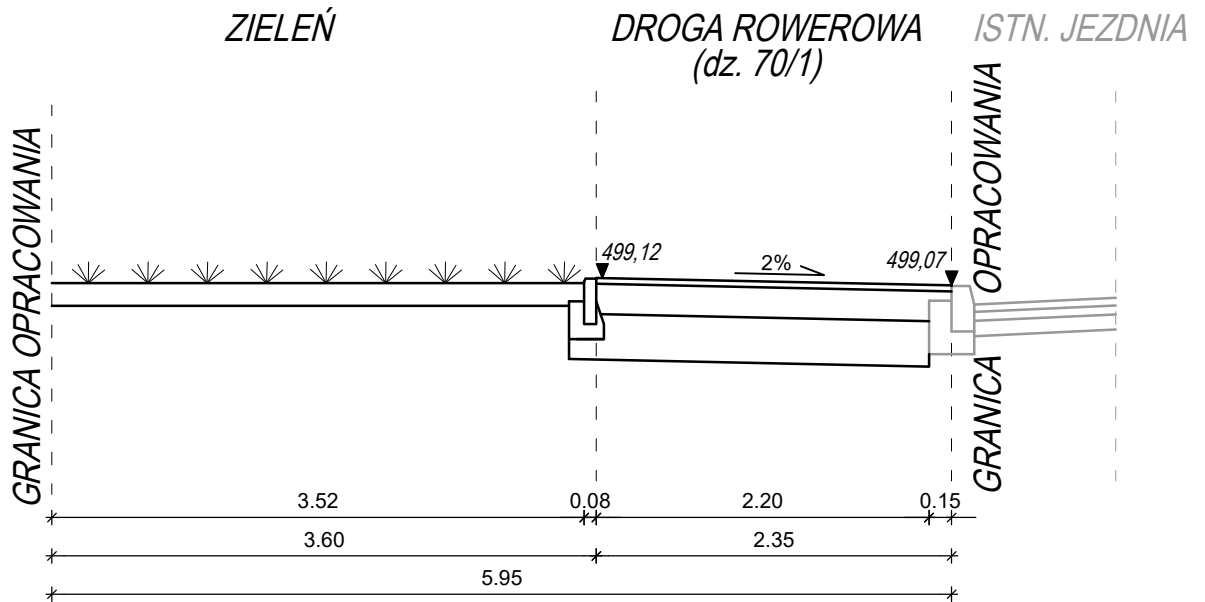 ZIELEŃ
DROGA ROWEROWA
(dz. 70/1)
ISTN. JEZDNIA
GRANICA OPRACOWANIA
GRANICA OPRACOWANIA
499,12
2%
499,07
3.52
0.08
2.20
0.15
3.60
2.35
5.95